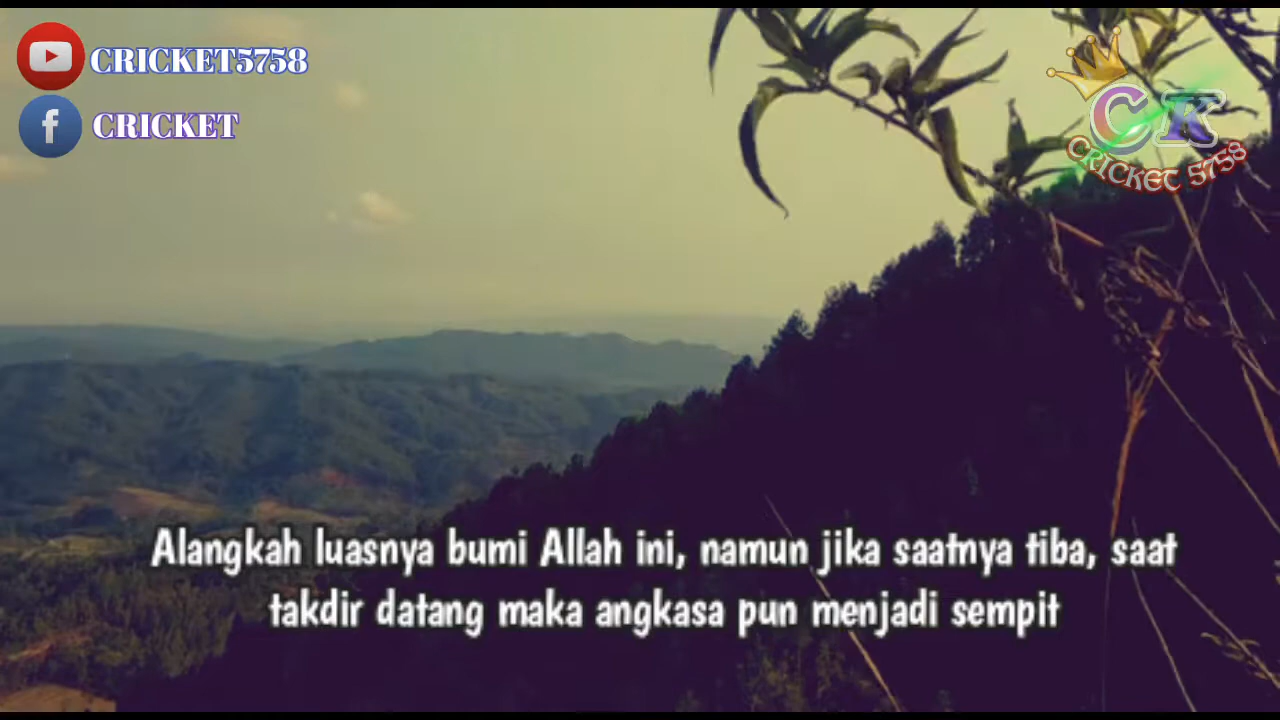 CRICKET5758
CRICKET
CK
CRICKET 5758
Alangkah luasnya bumi Allah ini, namun jika saatnya tiba, saat
takdir datang maka angkasa pun menjadi sempit